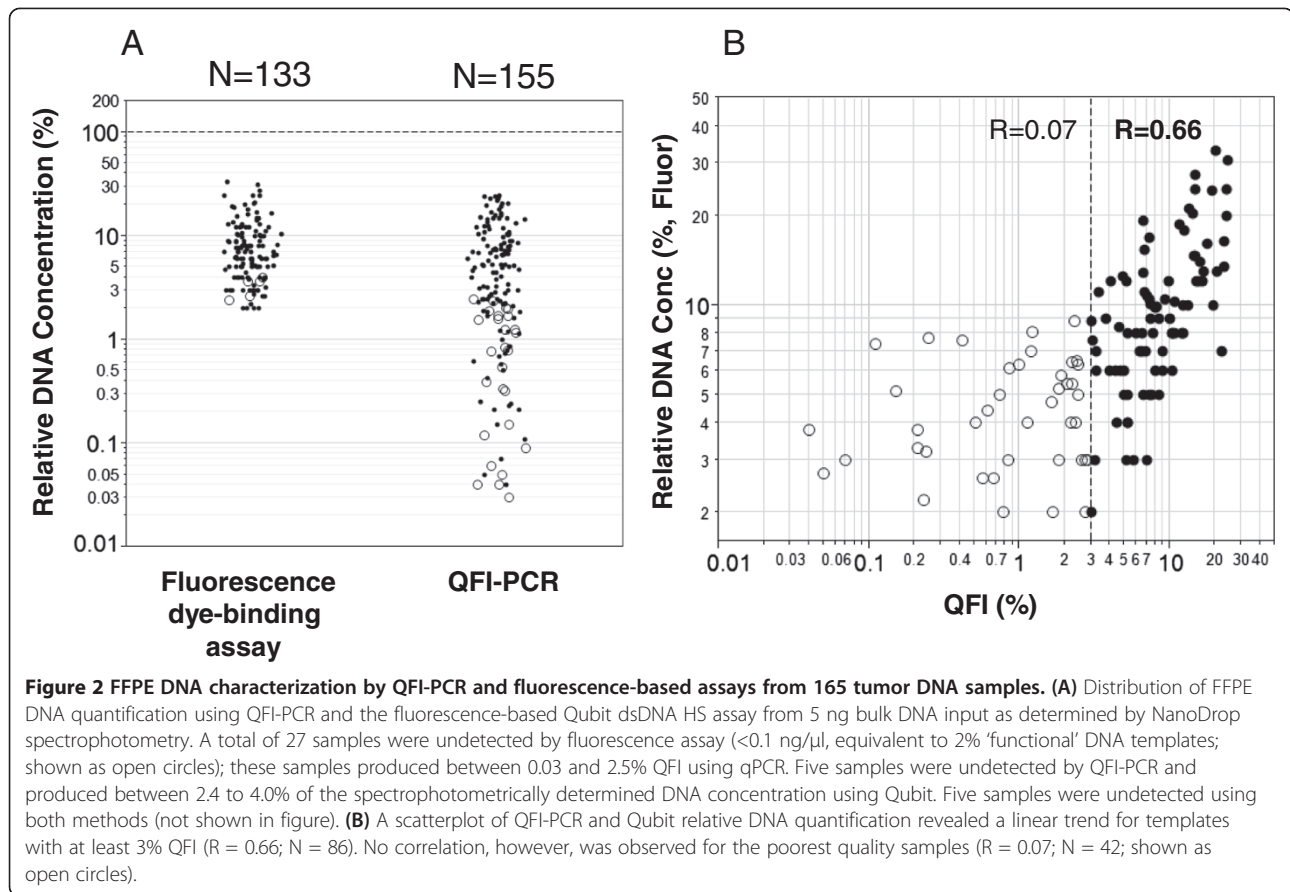 A
N=133
N=155
Relative DNA Concentration (%)
200
100
50
30
20
10
5
3
2
1
0.5
0.3
0.2
0.1
0.05
0.03
0.01
Fluorescence
dye-binding
assay
QFI-PCR
B
R=0.07
R=0.66
Relative DNA Conc (%, Fluor)
50
40
30
20
10
8
7
6
5
4
3
2
0.01
0.03
0.06
0.1
0.2
0.4
0.7
1
2
3
4
5
6
7
10
20
30
40
QFI (%)
Figure 2 FFPE DNA characterization by QFI-PCR and fluorescence-based assays from 165 tumor DNA samples. (A) Distribution of FFPE
DNA quantification using QFI-PCR and the fluorescence-based Qubit dsDNA HS assay from 5 ng bulk DNA input as determined by NanoDrop
spectrophotometry. A total of 27 samples were undetected by fluorescence assay (<0.1 ng/μl, equivalent to 2% ‘functional’ DNA templates;
shown as open circles); these samples produced between 0.03 and 2.5% QFI using qPCR. Five samples were undetected by QFI-PCR and
produced between 2.4 to 4.0% of the spectrophotometrically determined DNA concentration using Qubit. Five samples were undetected using
both methods (not shown in figure). (B) A scatterplot of QFI-PCR and Qubit relative DNA quantification revealed a linear trend for templates
with at least 3% QFI (R = 0.66; N = 86). No correlation, however, was observed for the poorest quality samples (R = 0.07; N = 42; shown as
open circles).